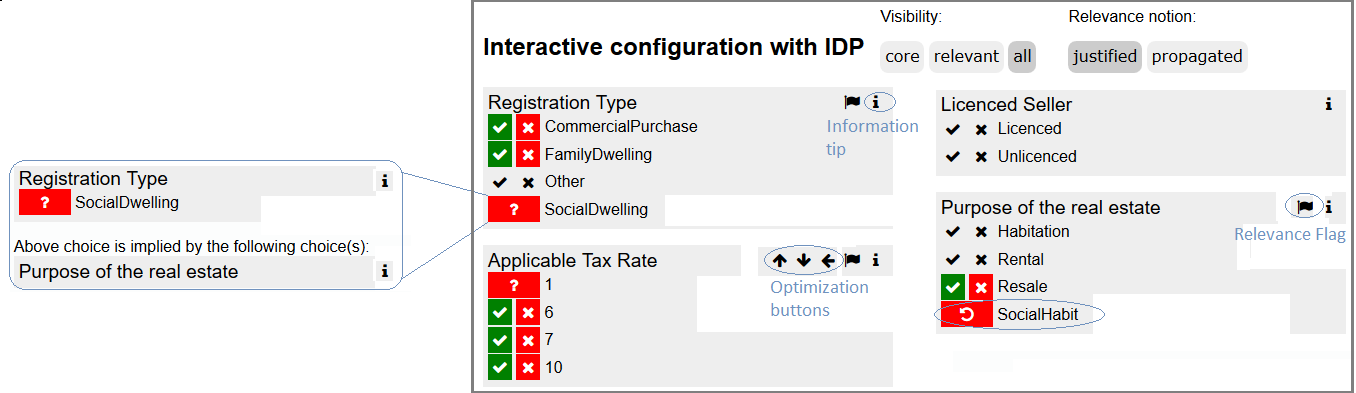 Visibility:
Relevance notion:
Interactive configuration with IDP
core relevant all
justified propagated
Registration Type
CommercialPurchase
FamilyDwelling
Other
SocialDwelling
Information
tip
Licenced Seller
Licenced
Unlicenced
Registration Type
? SocialDwelling
Above choice is implied by the following choice(s):
Purpose of the real estate
? SocialDwelling
Applicable Tax Rate
? 1
6
7
10
Optimization
buttons
Purpose of the real estate
Habitation
Rental
Resale
SocialHabit
Relevance Flag